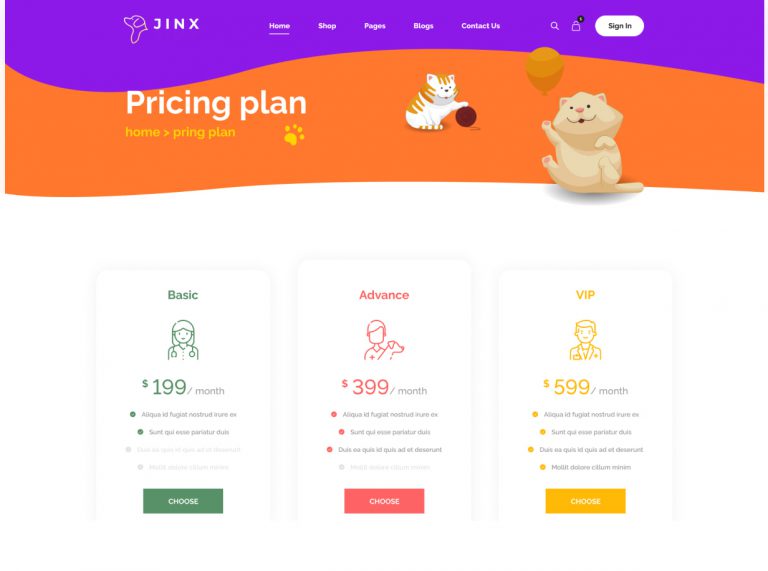 JINX
Home Shop Pages Blogs Contact Us Sign In
Pricing plan
home > pring plan
Basic
$ 199/ month
Aliqua id fugiat nostrud irure ex
Sunt qui esse pariatur duis
Duis ea quis id quis ad et deserunt
Mollit dolore cillum minim
CHOOSE
Advance
$ 399/ month
Aliqua id fugiat nostrud irure ex
Sunt qui esse pariatur duis
Duis ea quis id quis ad et deserunt
Mollit dolore cillum minim
CHOOSE
VIP
$ 599/ month
Aliqua id fugiat nostrud irure ex
Sunt qui esse pariatur duis
Duis ea quis id quis ad et deserunt
Mollit dolore cillum minim
CHOOSE